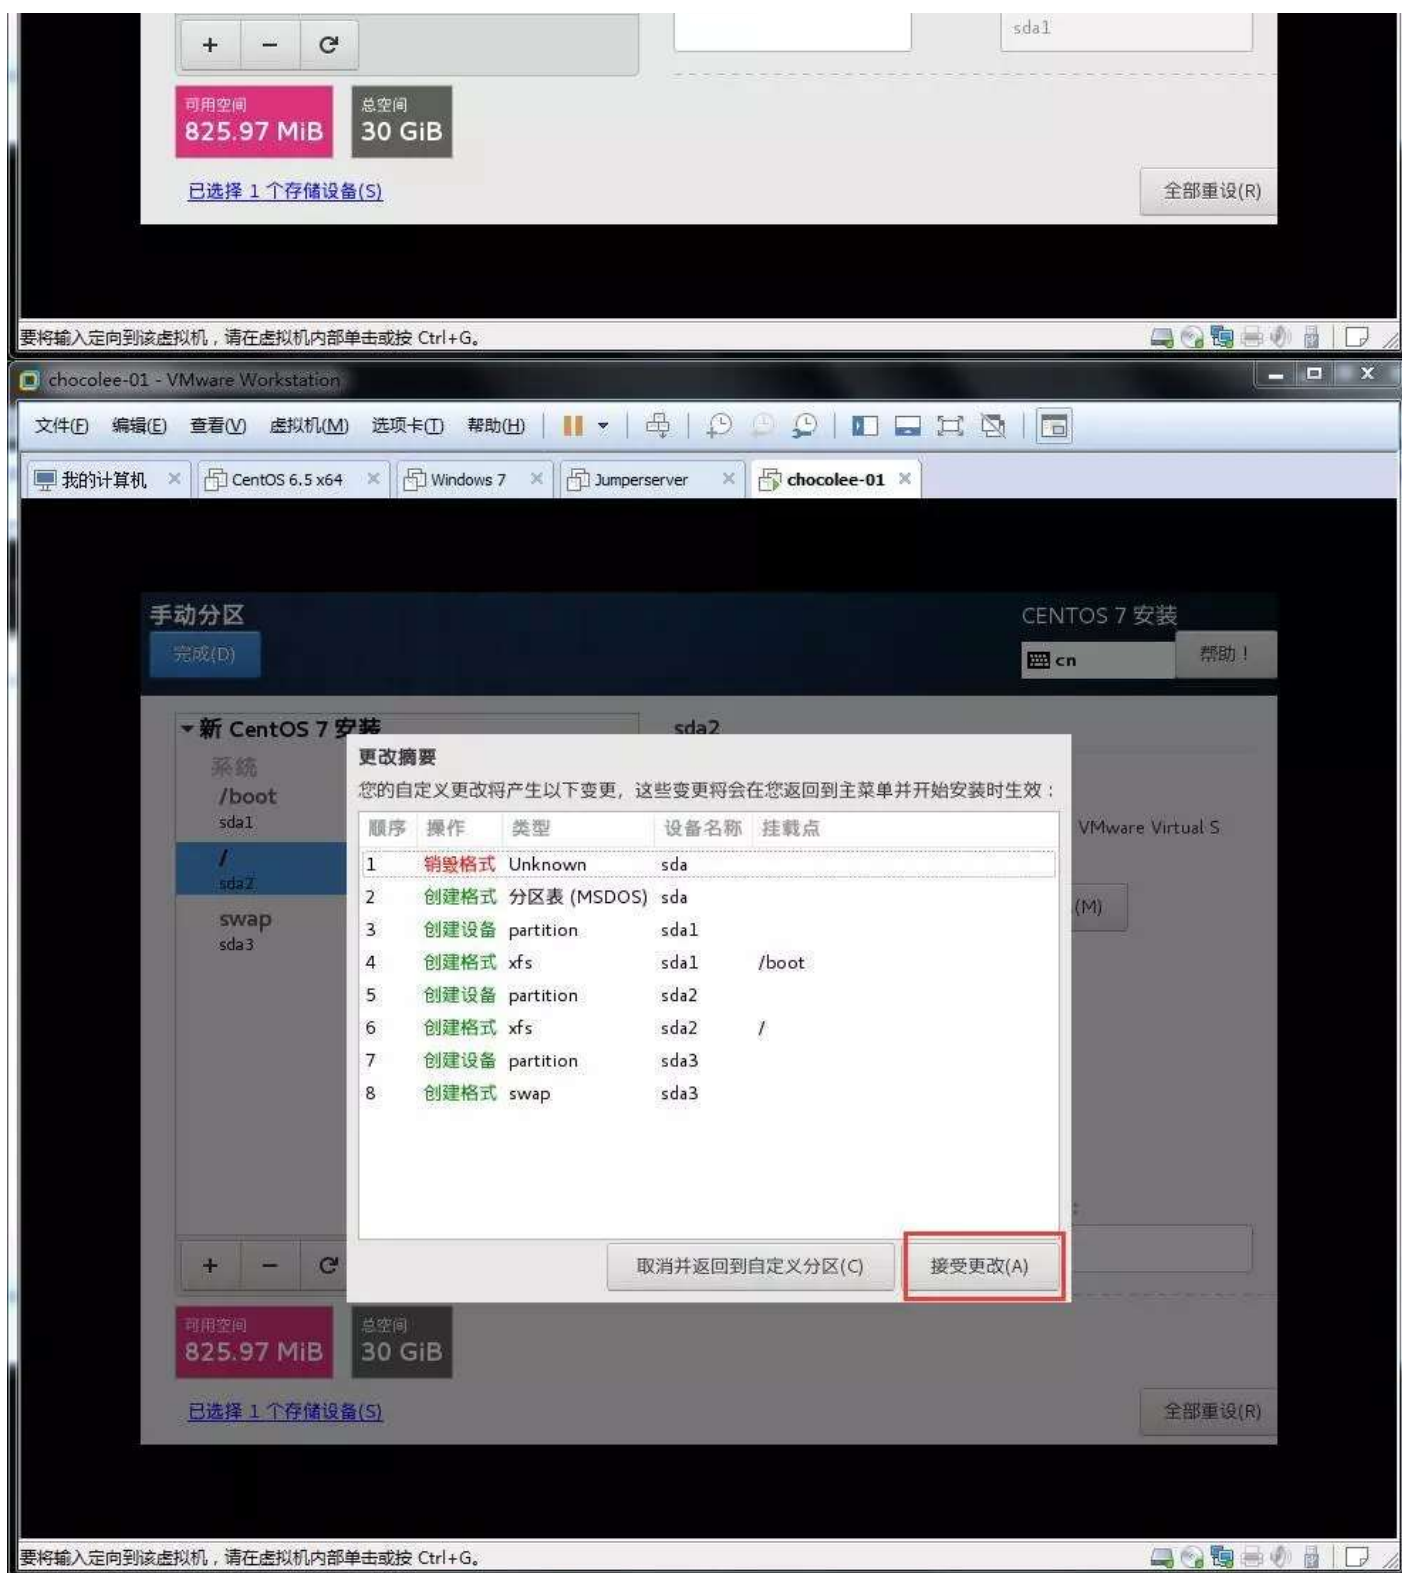 sda1
+ − 
可用空间 总空间
825.97 MiB 30 GiB
已选择 1 个存储设备(S) 全部重设(R)
要将输入定向到该虚拟机，请在虚拟机内部单击或按 Ctrl+G。
chocolee-01 - VMware Workstation
文件(F) 编辑(E) 查看(V) 虚拟机(M) 选项卡(T) 帮助(H)
我的计算机 CentOS 6.5 x64 Windows 7 Jumperserver chocolee-01
手动分区 CENTOS 7 安装
完成(D) cn 帮助！
新 CentOS 7 安装 sda2
系统
/boot
sda1
/
sda2
swap
sda3
VMware Virtual S
(M)
更改摘要
您的自定义更改将产生以下变更，这些变更将会在您返回到主菜单并开始安装时生效：
顺序 操作 类型 设备名称 挂载点
1 销毁格式 Unknown sda
2 创建格式 分区表 (MSDOS) sda
3 创建设备 partition sda1
4 创建格式 xfs sda1 /boot
5 创建设备 partition sda2
6 创建格式 xfs sda2 /
7 创建设备 partition sda3
8 创建格式 swap sda3
取消并返回到自定义分区(C) 接受更改(A)
+ −
可用空间 总空间
825.97 MiB 30 GiB
已选择 1 个存储设备(S) 全部重设(R)
要将输入定向到该虚拟机，请在虚拟机内部单击或按 Ctrl+G。